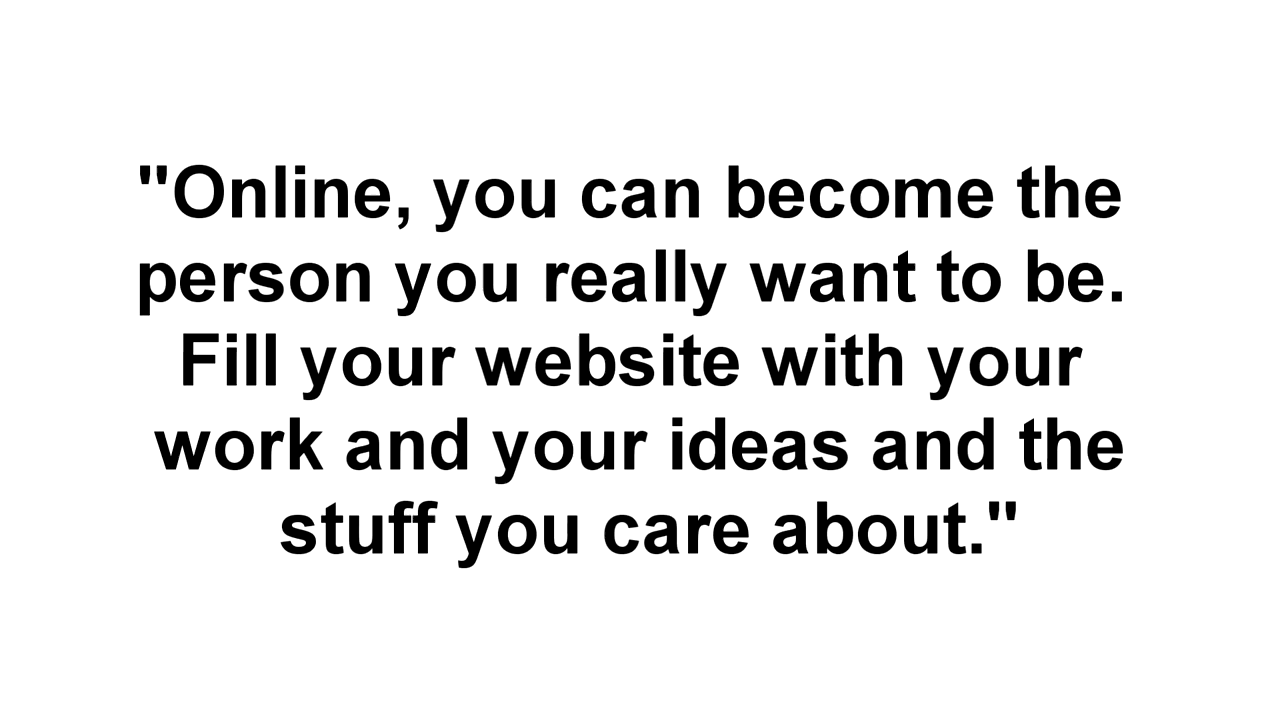 "Online, you can become the
person you really want to be.
Fill your website with your
work and your ideas and the
stuff you care about."